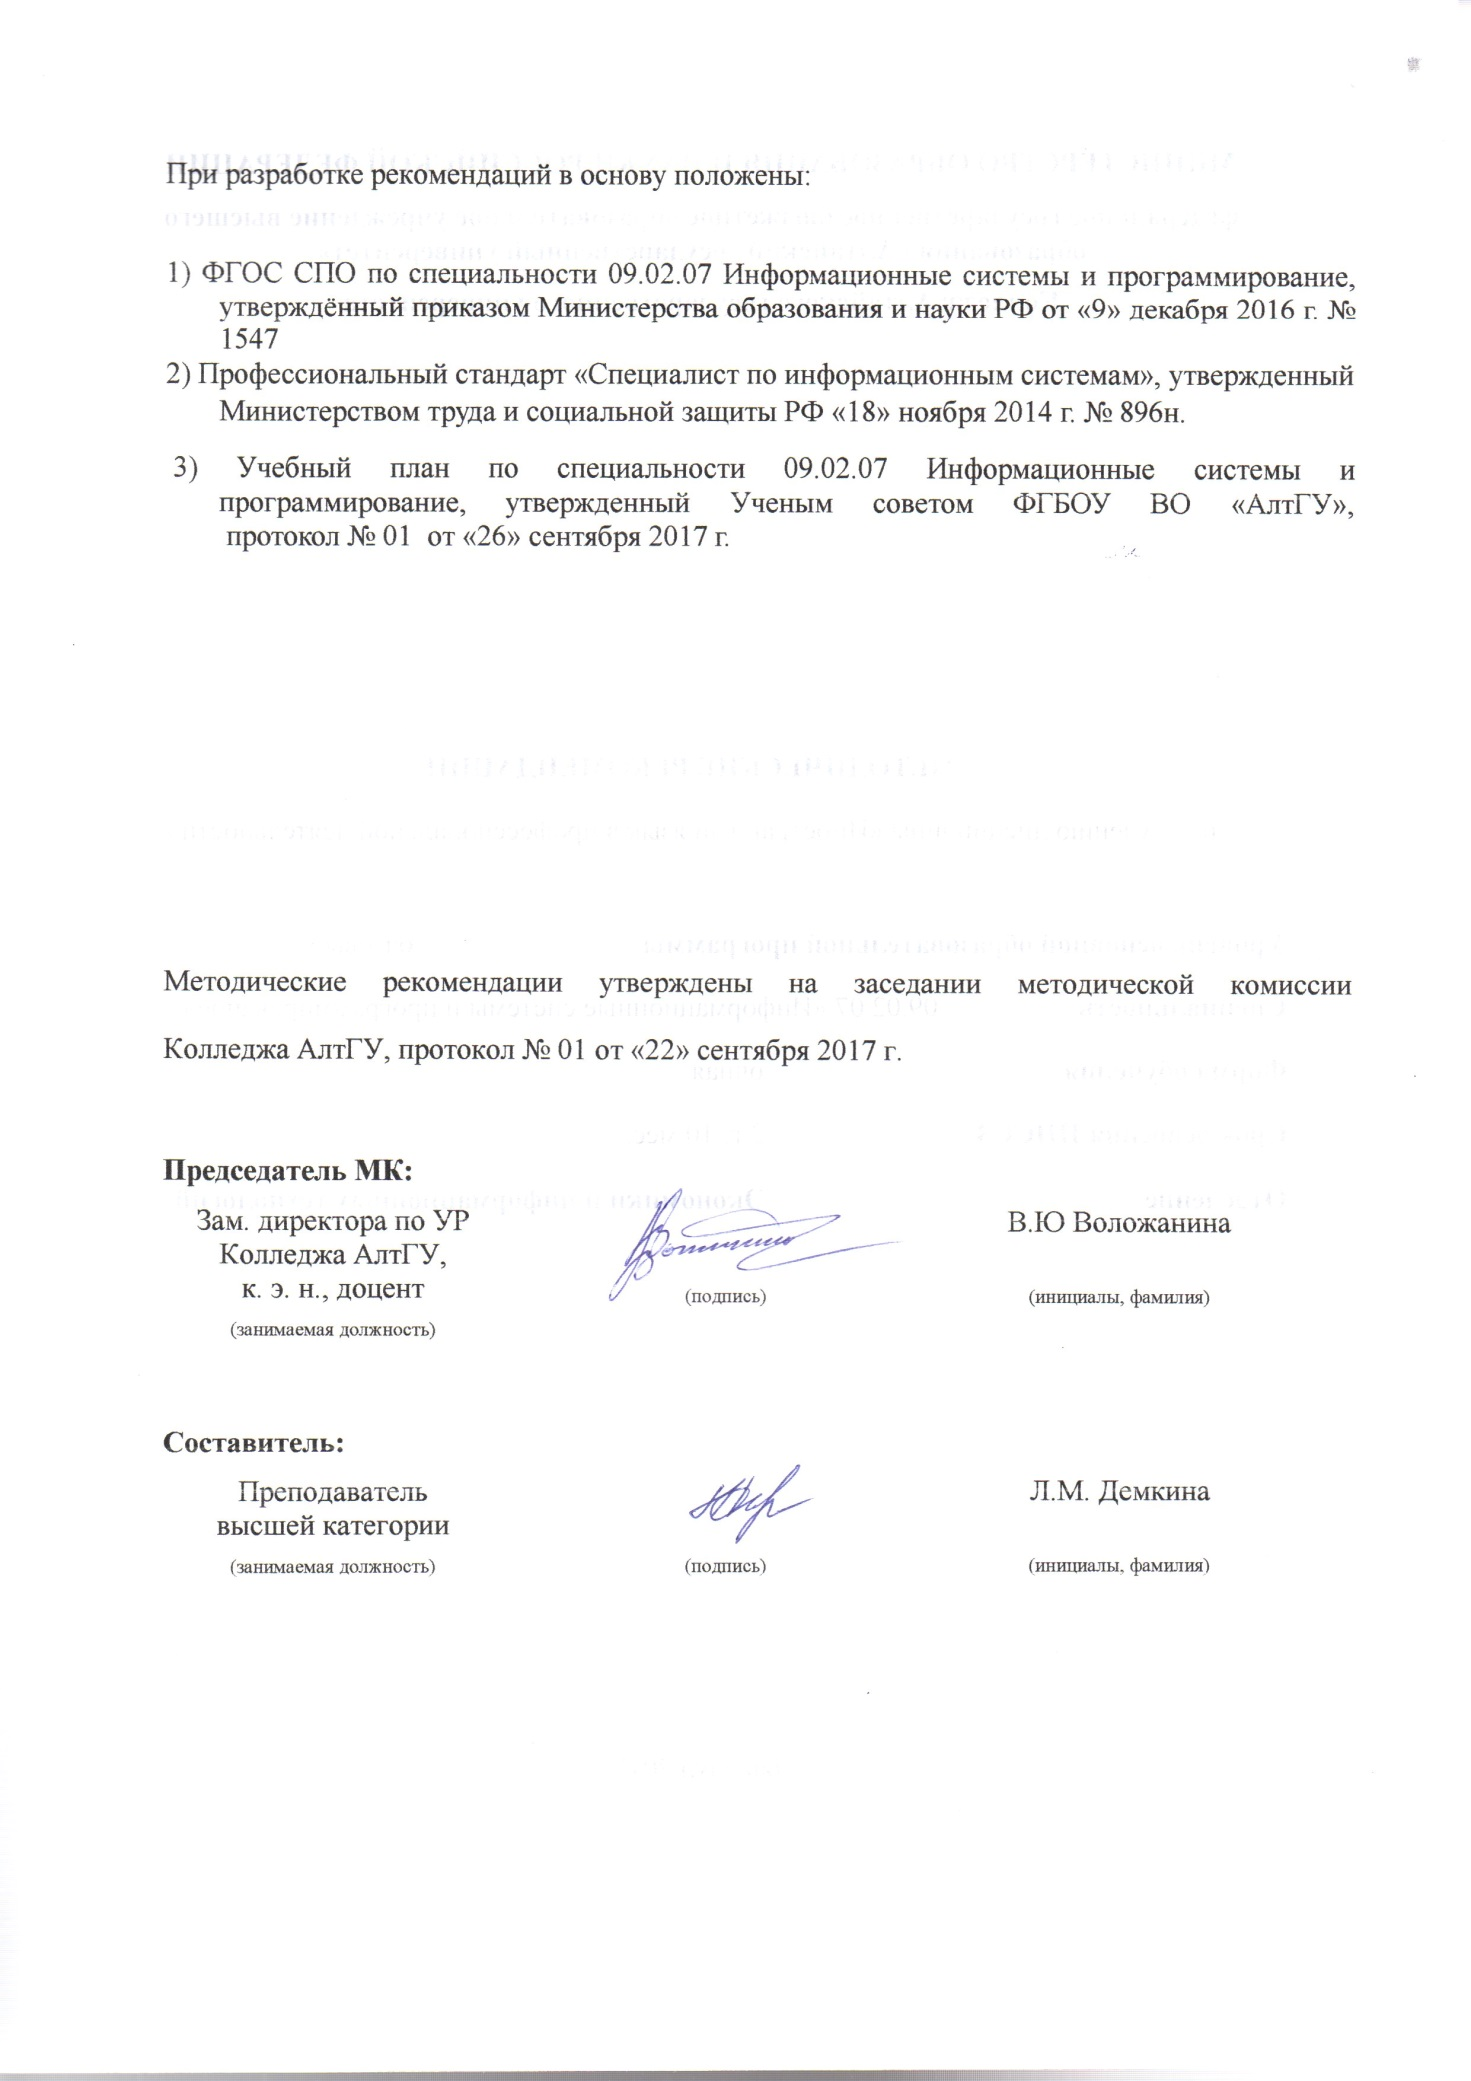 При разработке рекомендаций в основу положены:
1) ФГОС СПО по специальности 09.02.07 Информационные системы и программирование,
утверждённый приказом Министерства образования и науки РФ от «9» декабря 2016 г. №
1547
2) Профессиональный стандарт «Специалист по информационным системам», утвержденный
Министерством труда и социальной защиты РФ «18» ноября 2014 г. № 896н.
3) Учебный план по специальности 09.02.07 Информационные системы и
программирование, утвержденный Ученым советом ФГБОУ ВО «АлтГУ»,
протокол № 01 от «26» сентября 2017 г.
Методические рекомендации утверждены на заседании методической комиссии
Колледжа АлтГУ, протокол № 01 от «22» сентября 2017 г.
Председатель МК:
Зам. директора по УР В.Ю Воложанина
Колледжа АлтГУ,
к. э. н., доцент (подпись) (инициалы, фамилия)
(занимаемая должность)
Составитель:
Преподаватель Л.М. Демкина
высшей категории
(занимаемая должность) (подпись) (инициалы, фамилия)